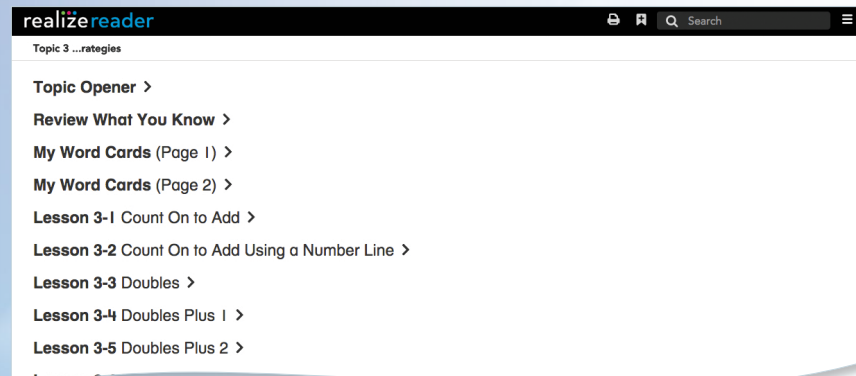 realizereader
Search
Topic 3 ...rategies
Topic Opener >
Review What You Know >
My Word Cards (Page 1) >
My Word Cards (Page 2) >
Lesson 3-1 Count On to Add >
Lesson 3-2 Count On to Add Using a Number Line >
Lesson 3-3 Doubles >
Lesson 3-4 Doubles Plus 1 >
Lesson 3-5 Doubles Plus 2 >